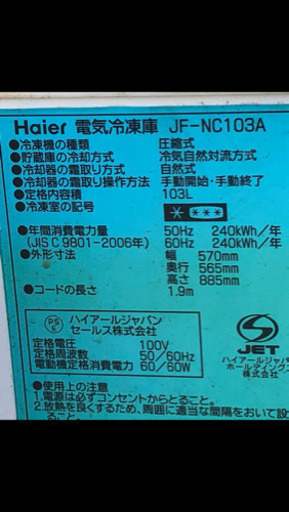 Haier 電気冷凍庫 JF-NC103A
●冷凍機の種類 圧縮式
●貯蔵庫の冷却方式 冷気自然対流方式
●冷却器の霜取り方式 自然式
●冷却器の霜取り操作方法 手動開始・手動終了
●定格内容積 103L
●冷凍室の記号
●年間消費電力量 50Hz 240kWh/年
(JIS C 9801-2006年) 60Hz 240kWh/年
●外形寸法 幅 570mm
奥行 565mm
高さ 885mm
●コードの長さ 1.9m
PS E ハイアールジャパン
セールス株式会社
定格電圧 100V
定格周波数 50/60Hz
電動機定格消費電力 60/60W
JET
ハイアールジャパン
ホールディングス
株式会社
●使用上の注意
1.電源は必ずコンセントからとること。
2.放熱を良くするため、周囲に適当な間隔をおいて設
ること。